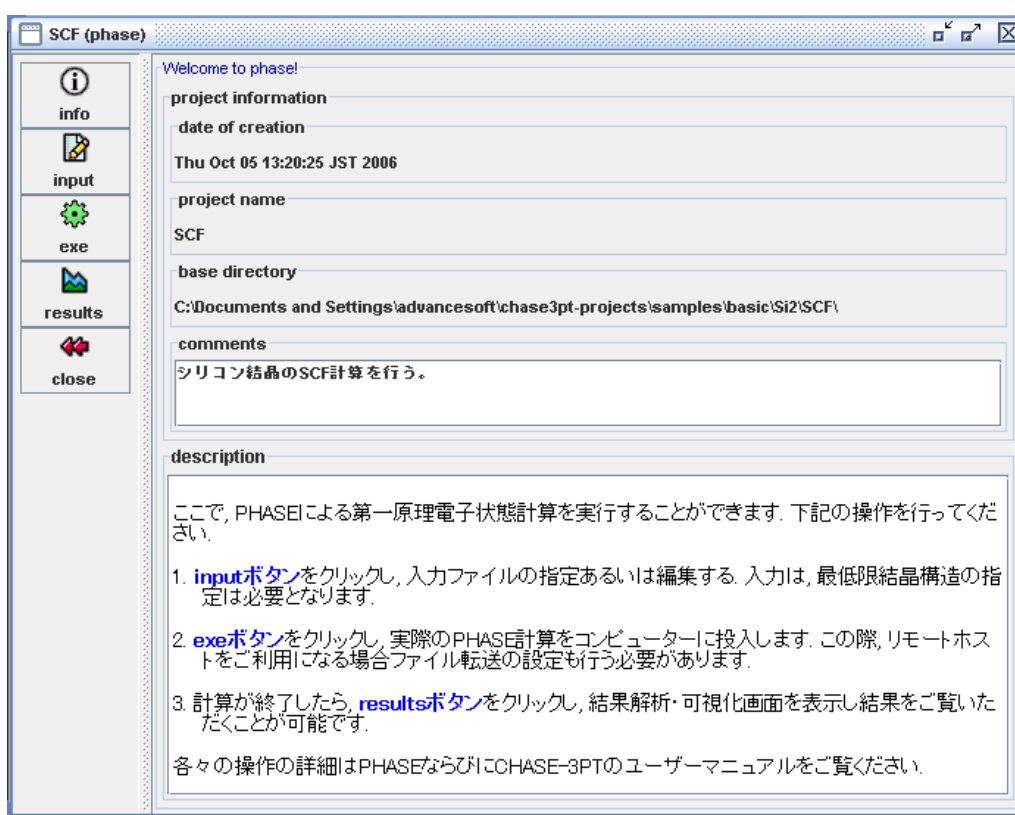 SCF (phase)
info
input
exe
results
close
Welcome to phase!
project information
date of creation
Thu Oct 05 13:20:25 JST 2006
project name
SCF
base directory
C:\Documents and Settings\advancesoft\chase3pt-projects\samples\basic\Si2\SCF\
comments
シリコン結晶のSCF計算を行う。
description
ここで, PHASEによる第一原理電子状態計算を実行することができます. 下記の操作を行ってくだ
さい.
1. inputボタンをクリックし, 入力ファイルの指定あるいは編集する. 入力は, 最低限結晶構造の指
定は必要となります.
2. exeボタンをクリックし, 実際のPHASE計算をコンピューターに投入します. この際, リモートホス
トをご利用になる場合ファイル転送の設定も行う必要があります.
3. 計算が終了したら, resultsボタンをクリックし, 結果解析・可視化画面を表示し結果をご覧いた
だくことが可能です.
各々の操作の詳細はPHASEならびにCHASE-3PTのユーザーマニュアルをご覧ください.